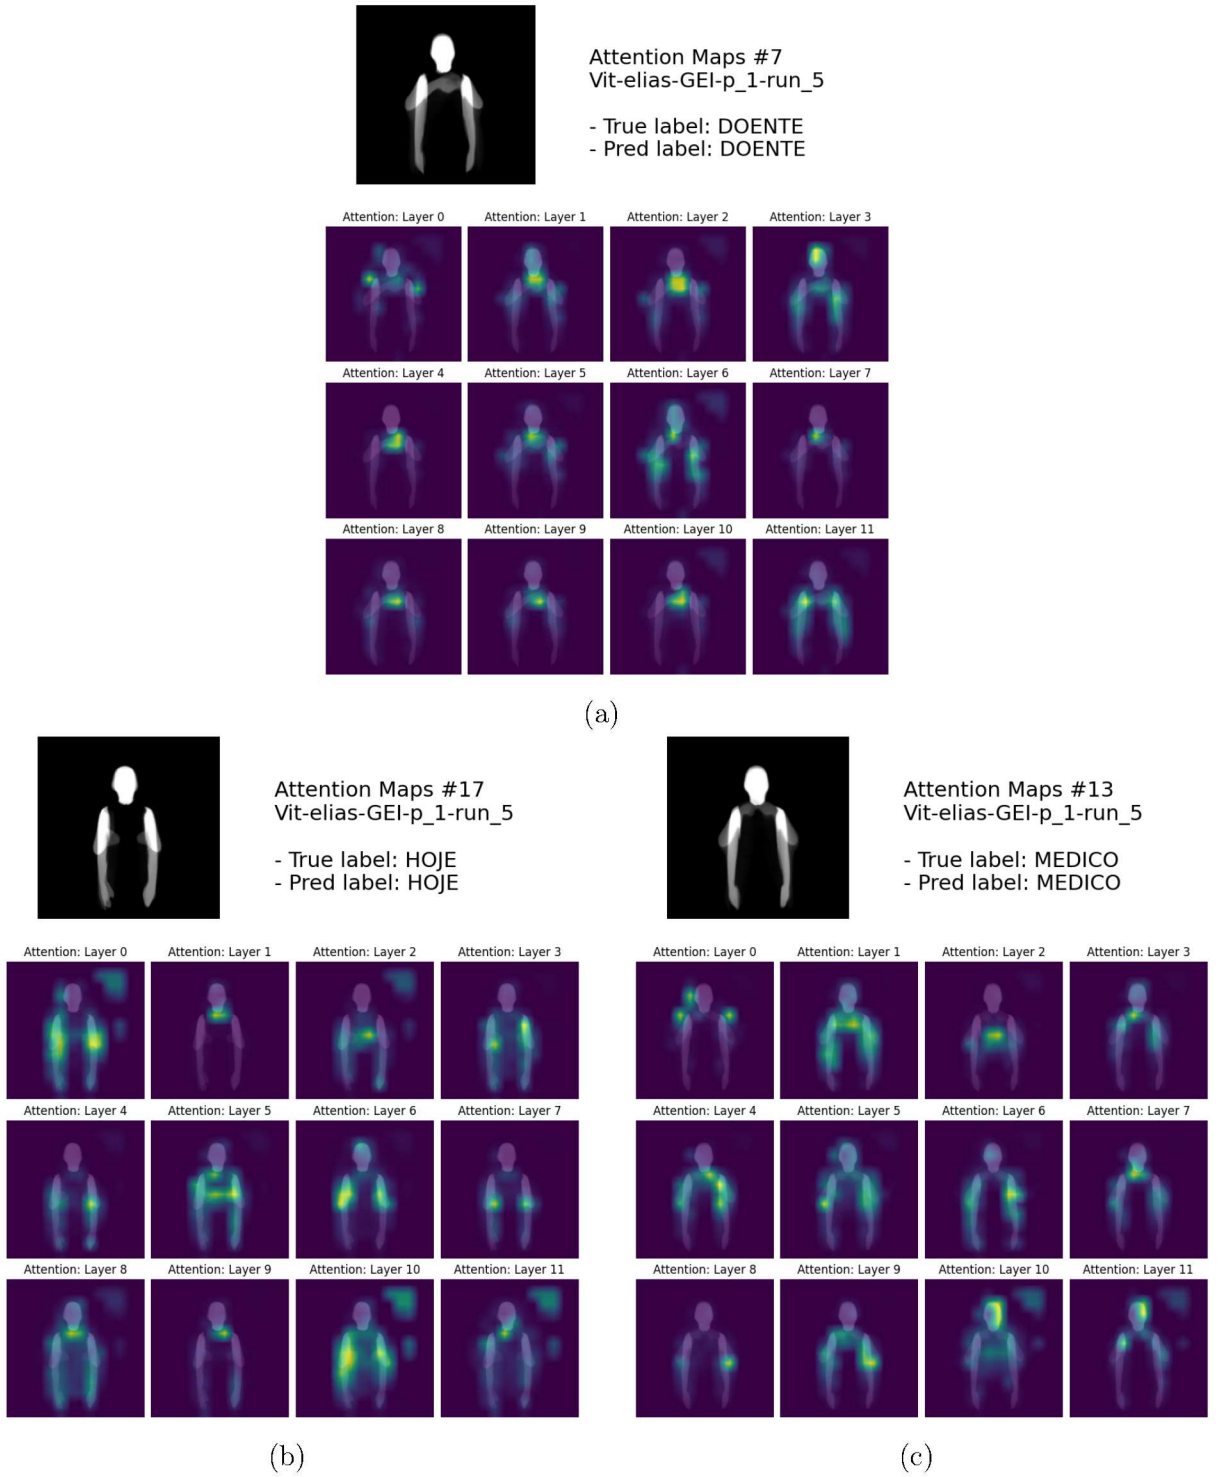 Attention Maps #7
Vit-elias-GEI-p_1-run_5
- True label: DOENTE
- Pred label: DOENTE
Attention: Layer 0 Attention: Layer 1 Attention: Layer 2 Attention: Layer 3
Attention: Layer 4 Attention: Layer 5 Attention: Layer 6 Attention: Layer 7
Attention: Layer 8 Attention: Layer 9 Attention: Layer 10 Attention: Layer 11
(a)
Attention Maps #17
Vit-elias-GEI-p_1-run_5
- True label: HOJE
- Pred label: HOJE
Attention: Layer 0 Attention: Layer 1 Attention: Layer 2 Attention: Layer 3
Attention: Layer 4 Attention: Layer 5 Attention: Layer 6 Attention: Layer 7
Attention: Layer 8 Attention: Layer 9 Attention: Layer 10 Attention: Layer 11
(b)
Attention Maps #13
Vit-elias-GEI-p_1-run_5
- True label: MEDICO
- Pred label: MEDICO
Attention: Layer 0 Attention: Layer 1 Attention: Layer 2 Attention: Layer 3
Attention: Layer 4 Attention: Layer 5 Attention: Layer 6 Attention: Layer 7
Attention: Layer 8 Attention: Layer 9 Attention: Layer 10 Attention: Layer 11
(c)